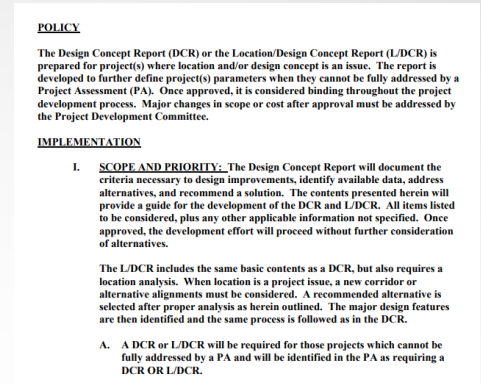 POLICY
The Design Concept Report (DCR) or the Location/Design Concept Report (L/DCR) is
prepared for project(s) where location and/or design concept is an issue. The report is
developed to further define project(s) parameters when they cannot be fully addressed by a
Project Assessment (PA). Once approved, it is considered binding throughout the project
development process. Major changes in scope or cost after approval must be addressed by
the Project Development Committee.
IMPLEMENTATION
I. SCOPE AND PRIORITY: The Design Concept Report will document the
criteria necessary to design improvements, identify available data, address
alternatives, and recommend a solution. The contents presented herein will
provide a guide for the development of the DCR and L/DCR. All items listed
to be considered, plus any other applicable information not specified. Once
approved, the development effort will proceed without further consideration
of alternatives.
The L/DCR includes the same basic contents as a DCR, but also requires a
location analysis. When location is a project issue, a new corridor or
alternative alignments must be considered. A recommended alternative is
selected after proper analysis as herein outlined. The major design features
are then identified and the same process is followed as in the DCR.
A. A DCR or L/DCR will be required for those projects which cannot be
fully addressed by a PA and will be identified in the PA as requiring a
DCR OR L/DCR.